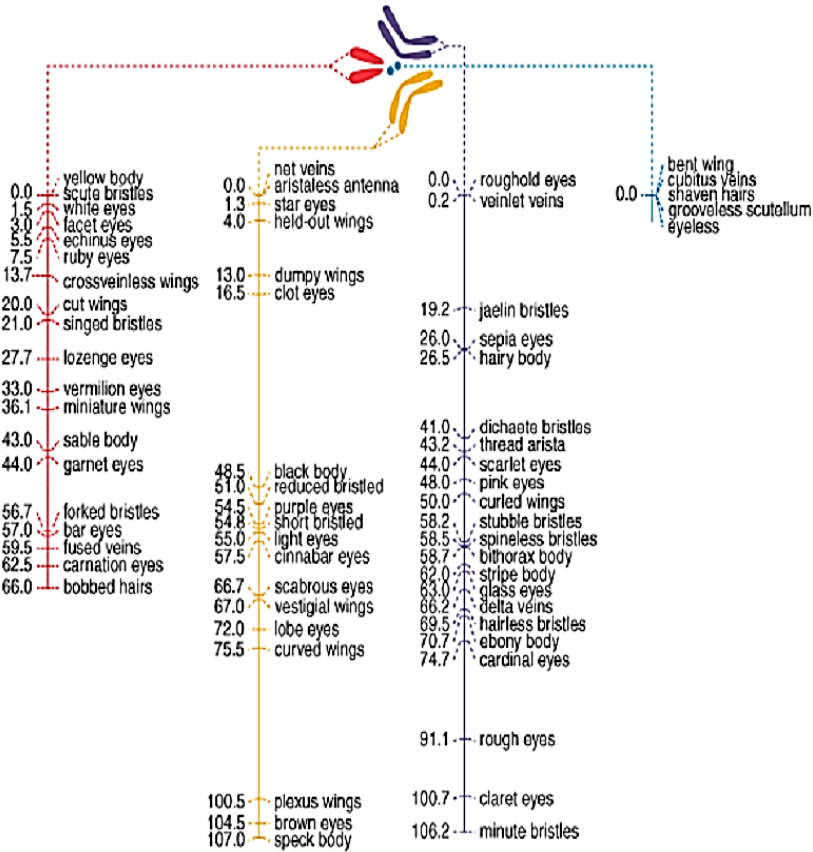 yellow body
0.0 scute bristles
1.5 white eyes
3.0 facet eyes
5.5 echinus eyes
7.5 ruby eyes
13.7 crossveinless wings
20.0 cut wings
21.0 singed bristles
27.7 lozenge eyes
33.0 vermilion eyes
36.1 miniature wings
43.0 sable body
44.0 garnet eyes
56.7 forked bristles
57.0 bar eyes
59.5 fused veins
62.5 carnation eyes
66.0 bobbed hairs
net veins
0.0 aristaless antenna
1.3 star eyes
4.0 held-out wings
13.0 dumpy wings
16.5 clot eyes
48.5 black body
51.0 reduced bristled
54.5 purple eyes
54.8 short bristled
55.0 light eyes
57.5 cinnabar eyes
66.7 scabrous eyes
67.0 vestigial wings
72.0 lobe eyes
75.5 curved wings
100.5 plexus wings
104.5 brown eyes
107.0 speck body
0.0 roughold eyes
0.2 veinlet veins
19.2 jaelin bristles
26.0 sepia eyes
26.5 hairy body
41.0 dichaete bristles
43.2 thread arista
44.0 scarlet eyes
48.0 pink eyes
50.0 curled wings
58.2 stubble bristles
58.5 spineless bristles
58.7 bithorax body
62.0 stripe body
63.0 glass eyes
66.2 delta veins
69.5 hairless bristles
70.7 ebony body
74.7 cardinal eyes
91.1 rough eyes
100.7 claret eyes
106.2 minute bristles
bent wing
cubitus veins
0.0 shaven hairs
grooveless scutellum
eyeless